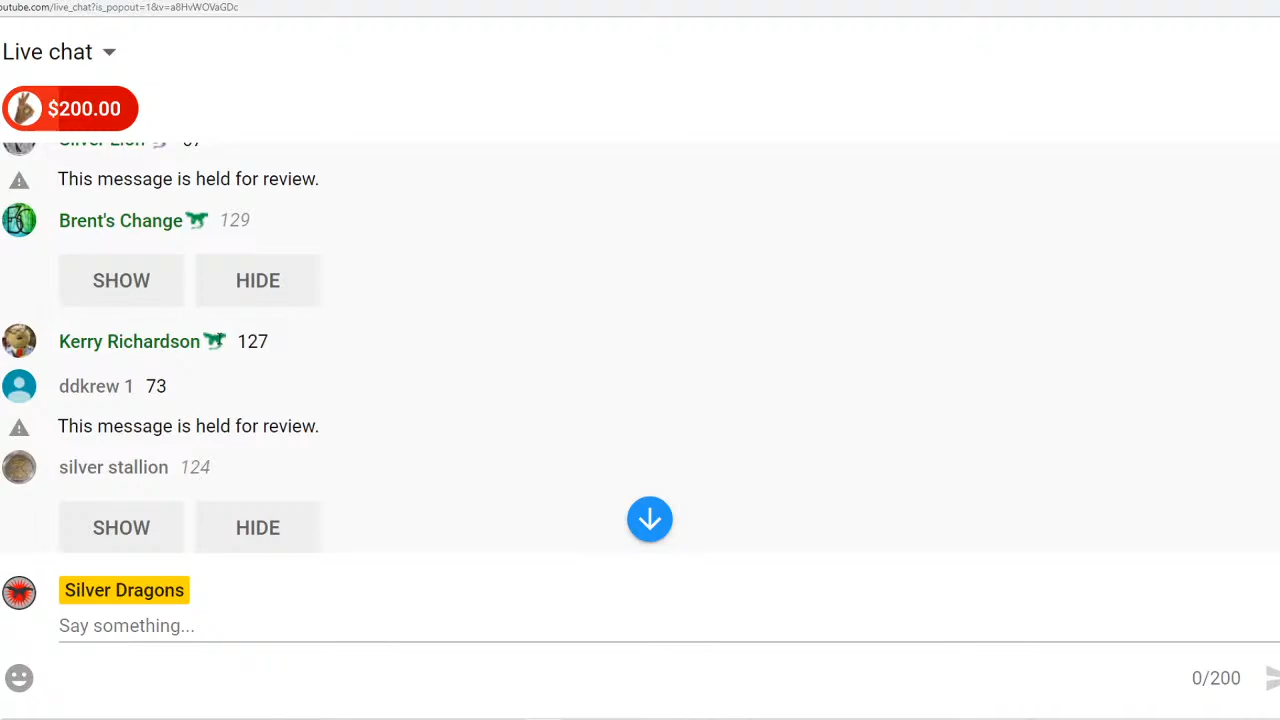 outube.com/live_chat?is_popout=1&v=a8HvWOVaGDc
Live chat
$200.00
Silver Lion
This message is held for review.
Brent's Change 129
SHOW HIDE
Kerry Richardson 127
ddkrew 1 73
This message is held for review.
silver stallion 124
SHOW HIDE
Silver Dragons
Say something...
0/200